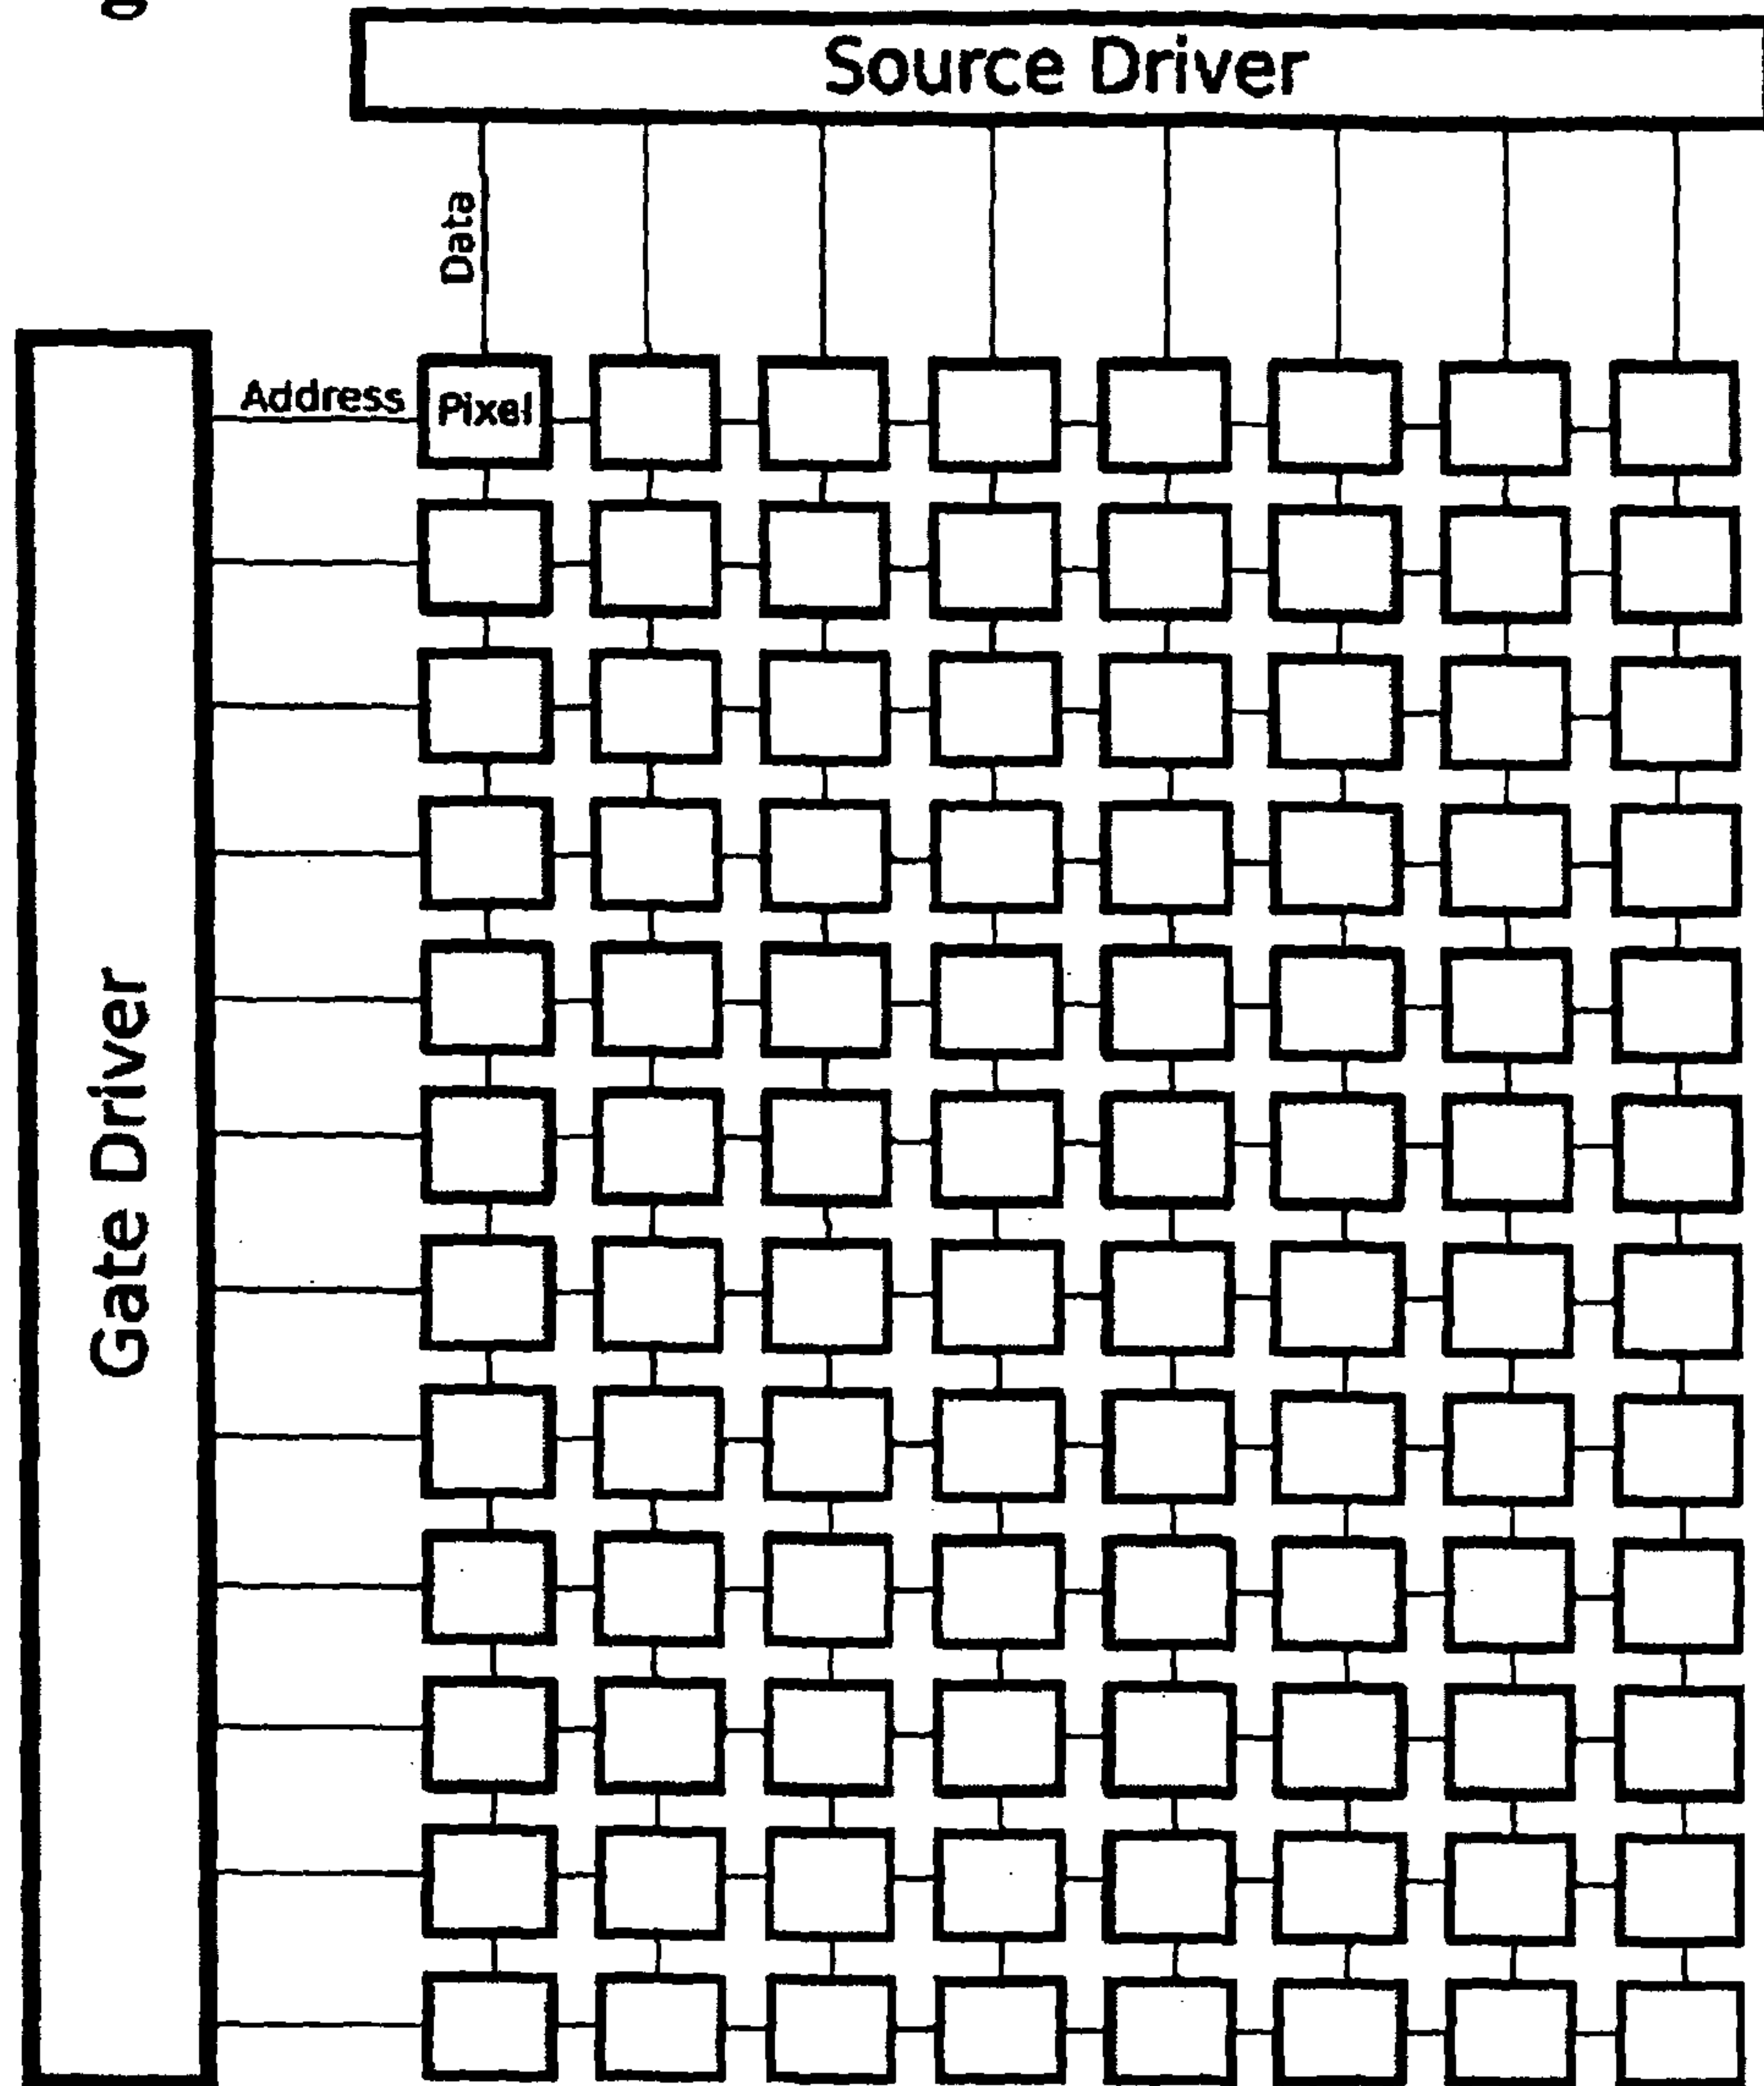 Source Driver
Data
Address
Pixel
Gate Driver